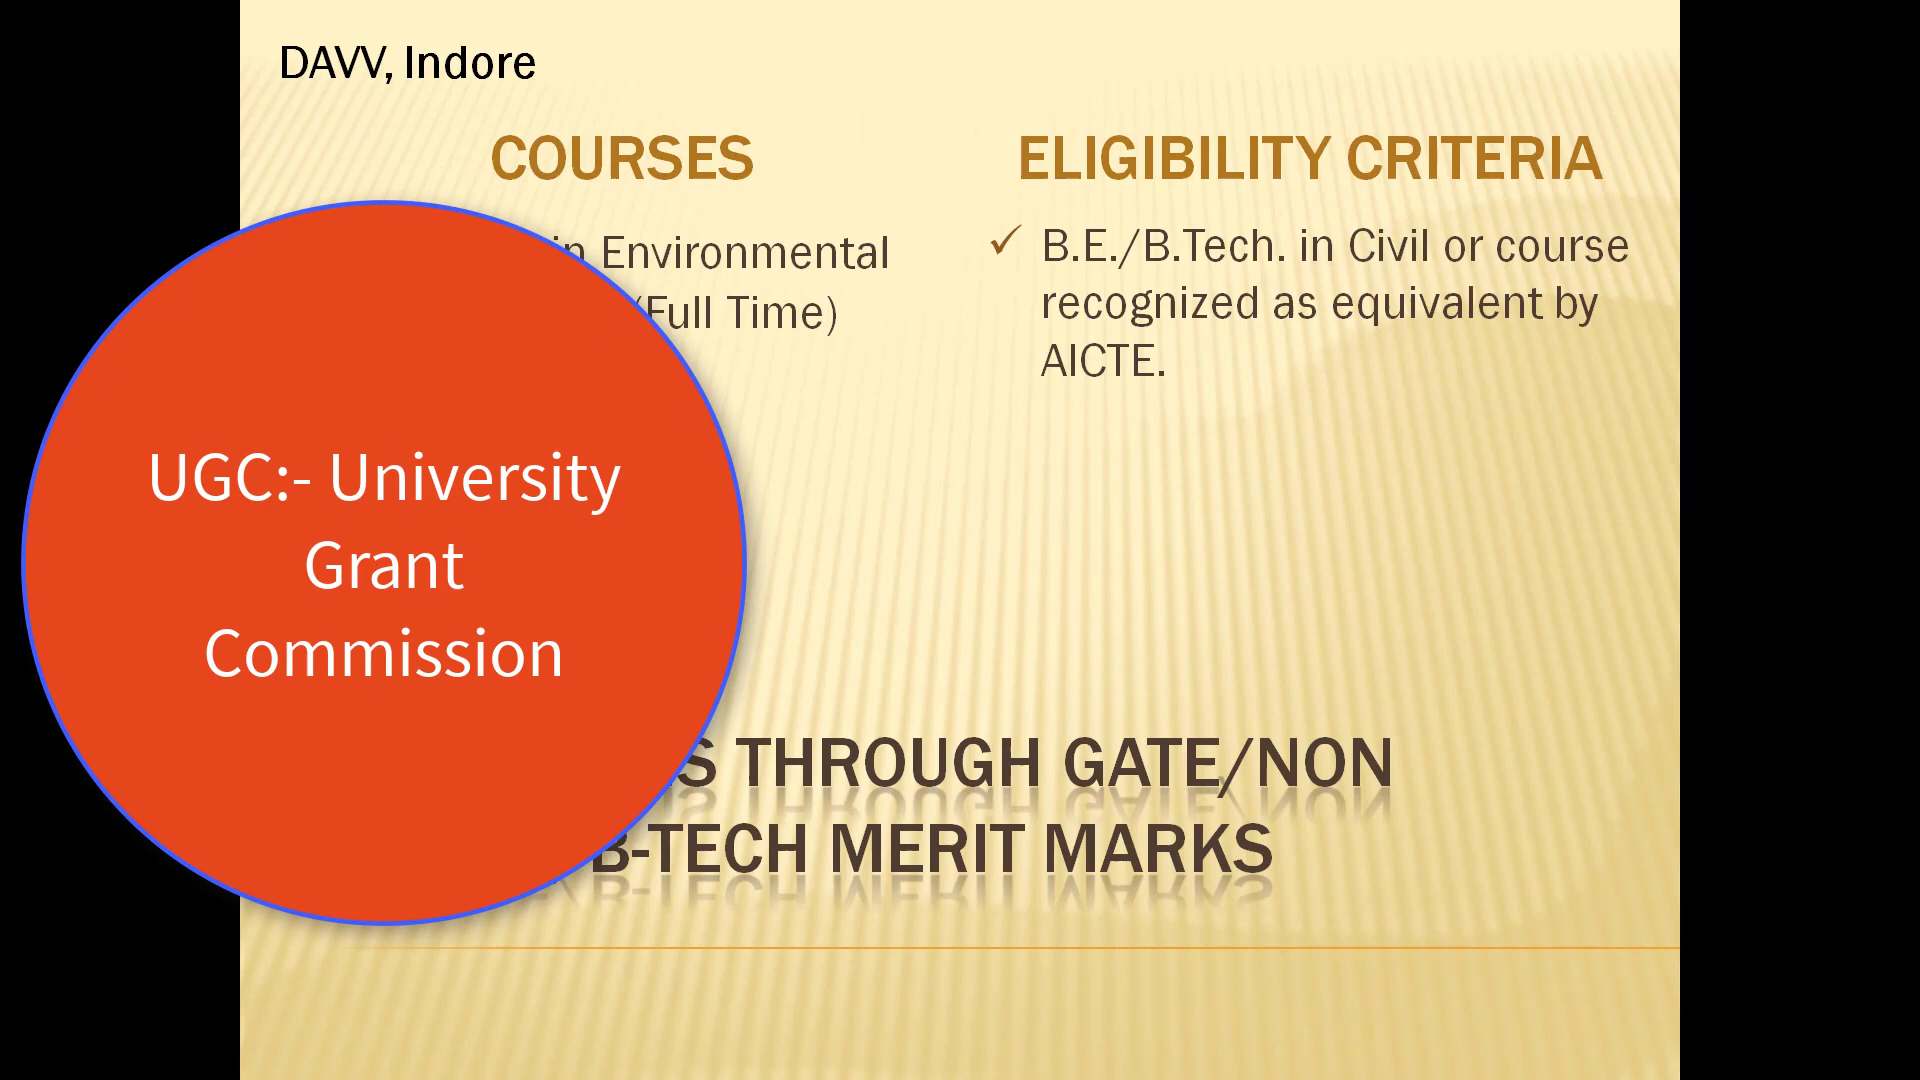 DAVV, Indore
COURSES
in Environmental
(Full Time)
ELIGIBILITY CRITERIA
✓ B.E./B.Tech. in Civil or course
recognized as equivalent by
AICTE.
UGC:- University
Grant
Commission
THROUGH GATE/NON
B-TECH MERIT MARKS